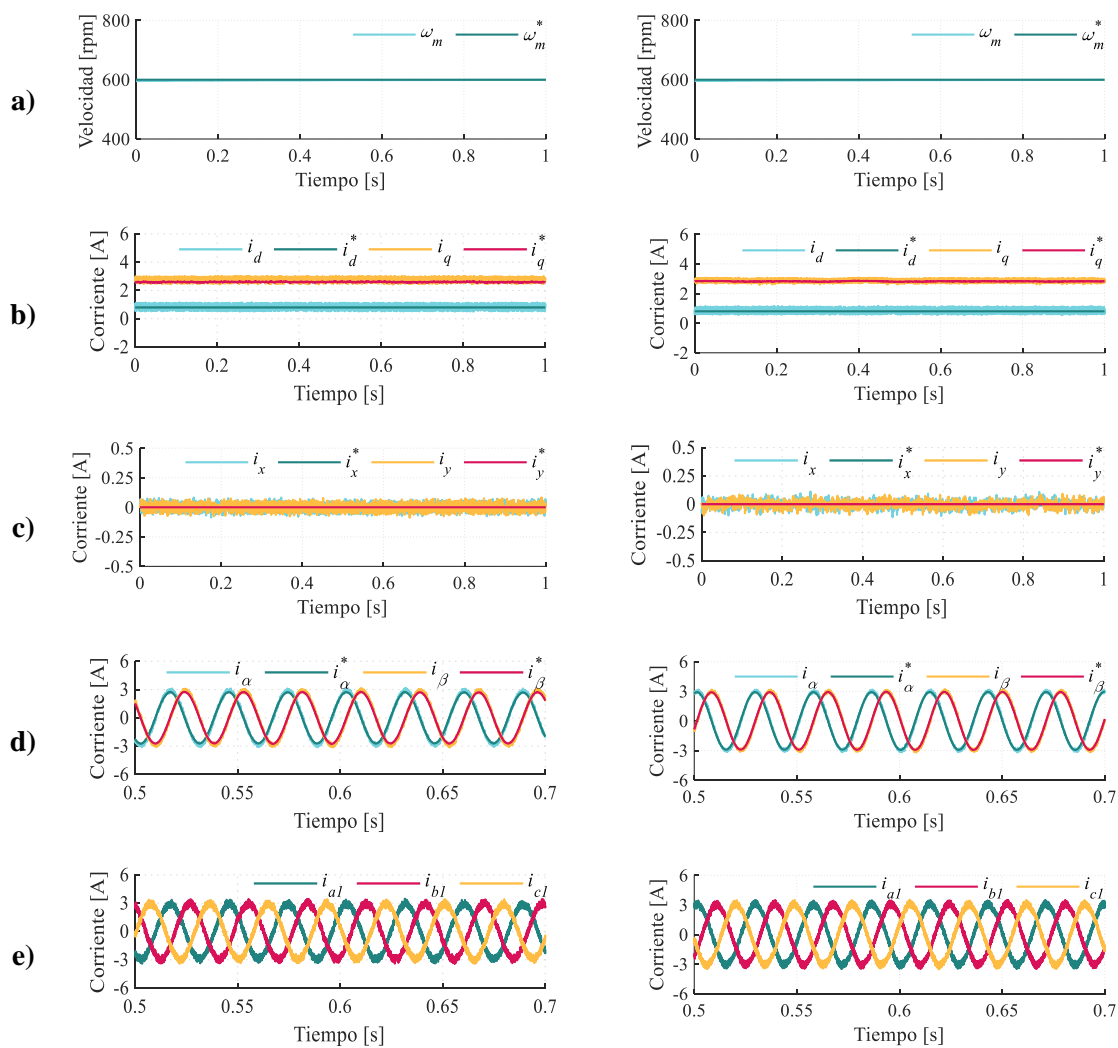 a)
Velocidad [rpm]
800
600
400
ω_m ω_m^*
0 0.2 0.4 0.6 0.8 1
Tiempo [s]
Velocidad [rpm]
800
600
400
ω_m ω_m^*
0 0.2 0.4 0.6 0.8 1
Tiempo [s]
b)
Corriente [A]
6
4
2
0
-2
i_d i_d^* i_q i_q^*
0 0.2 0.4 0.6 0.8 1
Tiempo [s]
Corriente [A]
6
4
2
0
-2
i_d i_d^* i_q i_q^*
0 0.2 0.4 0.6 0.8 1
Tiempo [s]
c)
Corriente [A]
0.5
0.25
0
-0.25
-0.5
i_x i_x^* i_y i_y^*
0 0.2 0.4 0.6 0.8 1
Tiempo [s]
Corriente [A]
0.5
0.25
0
-0.25
-0.5
i_x i_x^* i_y i_y^*
0 0.2 0.4 0.6 0.8 1
Tiempo [s]
d)
Corriente [A]
6
3
0
-3
-6
i_α i_α^* i_β i_β^*
0.5 0.55 0.6 0.65 0.7
Tiempo [s]
Corriente [A]
6
3
0
-3
-6
i_α i_α^* i_β i_β^*
0.5 0.55 0.6 0.65 0.7
Tiempo [s]
e)
Corriente [A]
6
3
0
-3
-6
i_a1 i_b1 i_c1
0.5 0.55 0.6 0.65 0.7
Tiempo [s]
Corriente [A]
6
3
0
-3
-6
i_a1 i_b1 i_c1
0.5 0.55 0.6 0.65 0.7
Tiempo [s]